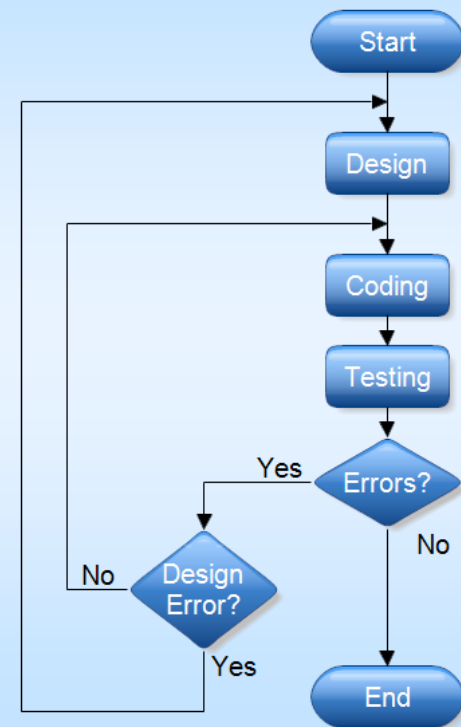 Start
Design
Coding
Testing
Yes
Errors?
No
No
Design
Error?
Yes
End